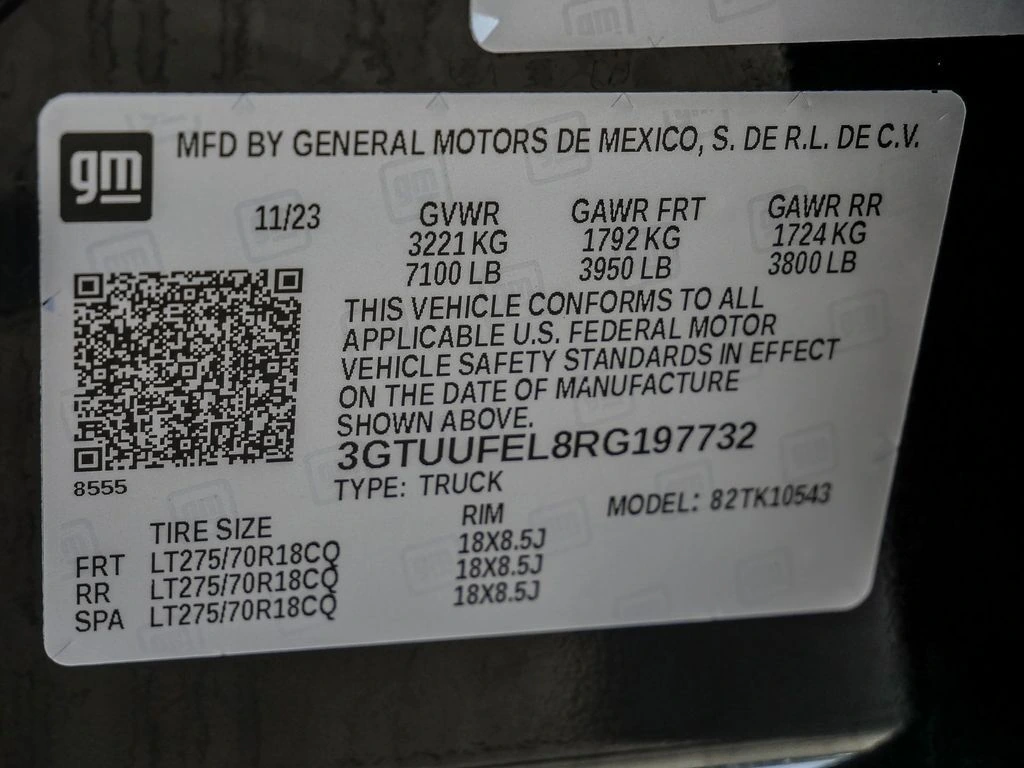 gm
MFD BY GENERAL MOTORS DE MEXICO, S. DE R.L. DE C.V.
11/23 GVWR GAWR FRT GAWR RR
3221 KG 1792 KG 1724 KG
7100 LB 3950 LB 3800 LB
THIS VEHICLE CONFORMS TO ALL
APPLICABLE U.S. FEDERAL MOTOR
VEHICLE SAFETY STANDARDS IN EFFECT
ON THE DATE OF MANUFACTURE
SHOWN ABOVE.
3GTUUFEL8RG197732
8555
TYPE: TRUCK MODEL: 82TK10543
TIRE SIZE RIM
FRT LT275/70R18CQ 18X8.5J
RR LT275/70R18CQ 18X8.5J
SPA LT275/70R18CQ 18X8.5J